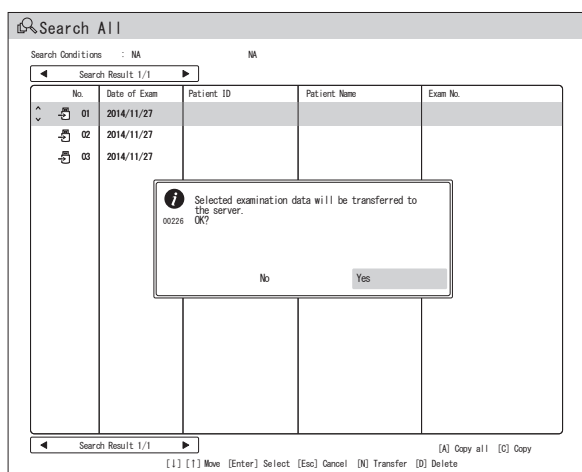 Search All
Search Conditions : NA NA
◀ Search Result 1/1 ▶
No. Date of Exam Patient ID Patient Name Exam No.
01 2014/11/27
02 2014/11/27
03 2014/11/27
Selected examination data will be transferred to
the server.
00226 OK?
No Yes
◀ Search Result 1/1 ▶
[A] Copy all [C] Copy
[↓] [↑] Move [Enter] Select [Esc] Cancel [N] Transfer [D] Delete